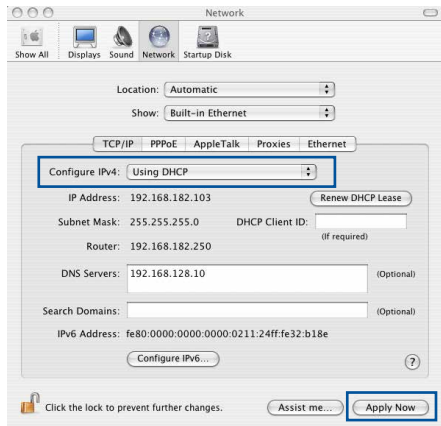 Network
Show All Displays Sound Network Startup Disk
Location: Automatic
Show: Built-in Ethernet
TCP/IP PPPoE AppleTalk Proxies Ethernet
Configure IPv4: Using DHCP
IP Address: 192.168.182.103 Renew DHCP Lease
Subnet Mask: 255.255.255.0 DHCP Client ID:
(If required)
Router: 192.168.182.250
DNS Servers: 192.168.128.10 (Optional)
Search Domains: (Optional)
IPv6 Address: fe80:0000:0000:0000:0211:24ff:fe32:b18e
Configure IPv6...
?
Click the lock to prevent further changes. Assist me... Apply Now